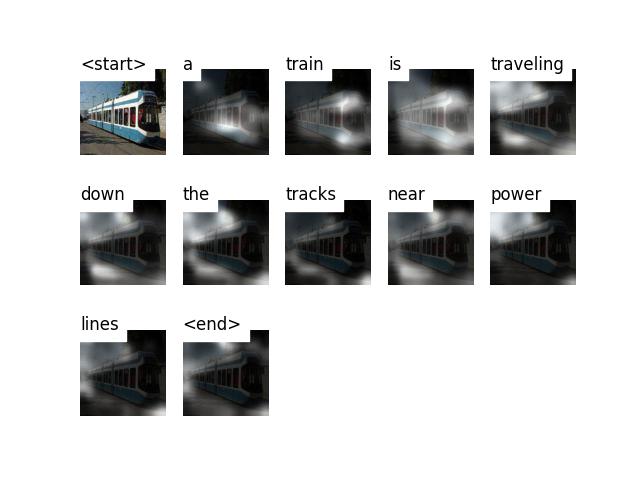 <start> a train is traveling
down the tracks near power
lines <end>